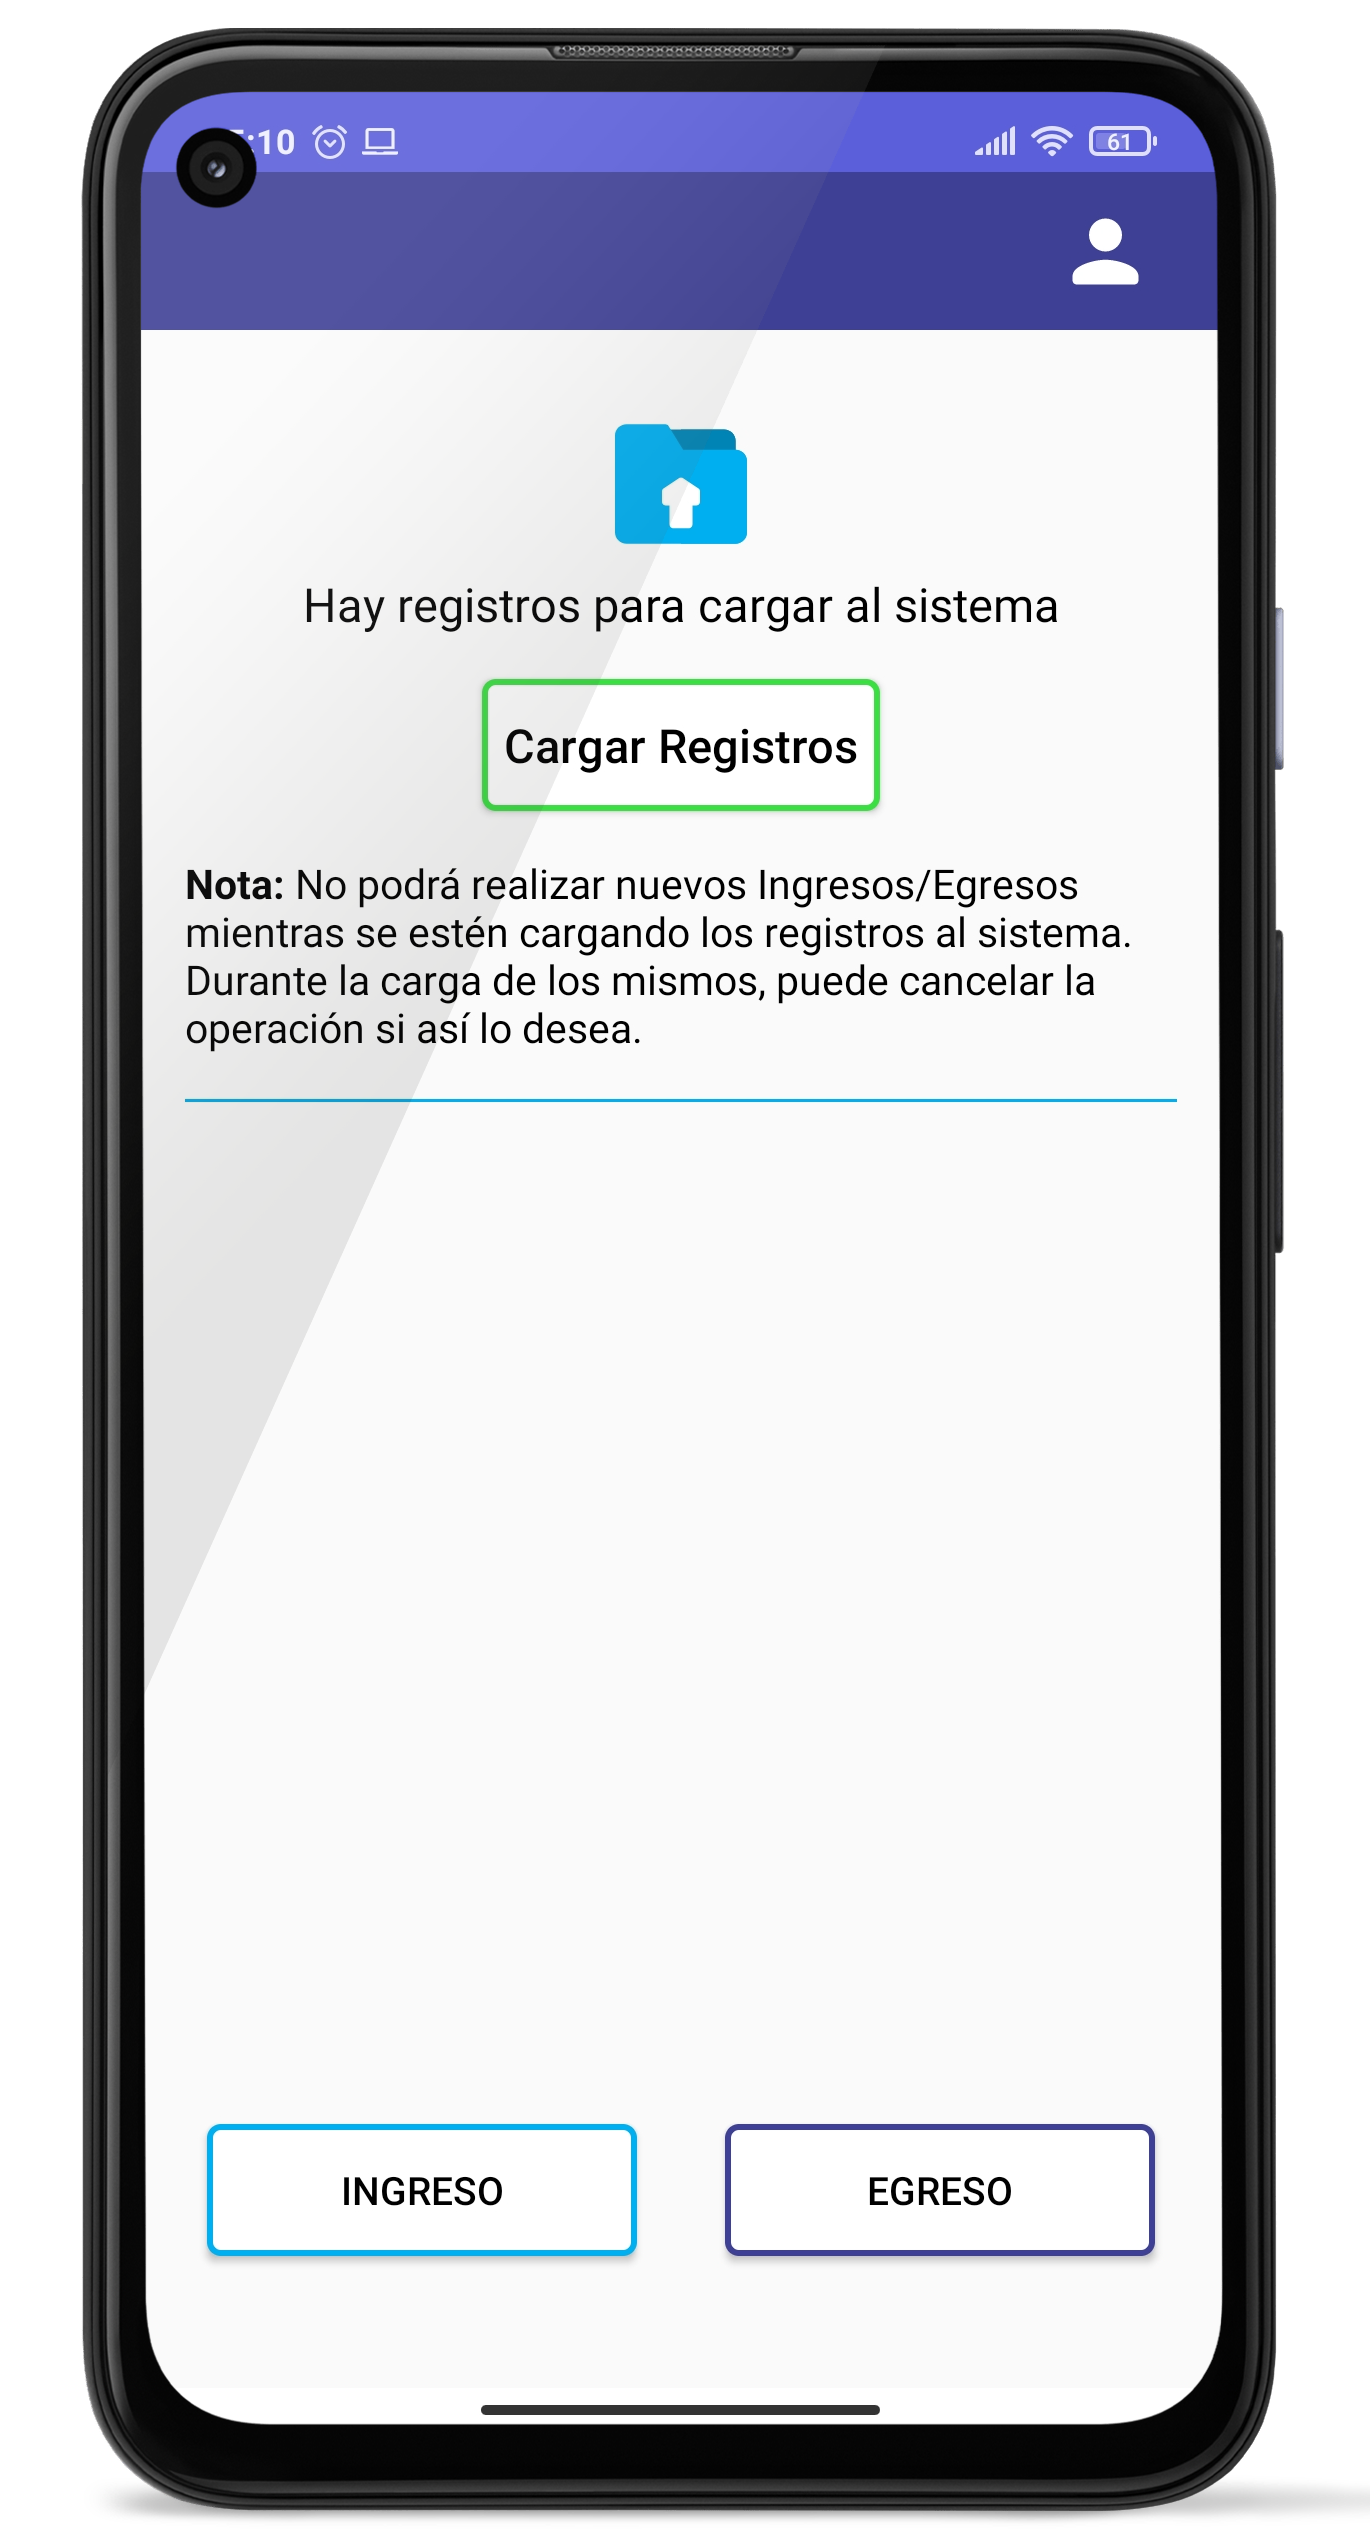 :10
61
Hay registros para cargar al sistema
Cargar Registros
Nota: No podrá realizar nuevos Ingresos/Egresos
mientras se estén cargando los registros al sistema.
Durante la carga de los mismos, puede cancelar la
operación si así lo desea.
INGRESO
EGRESO